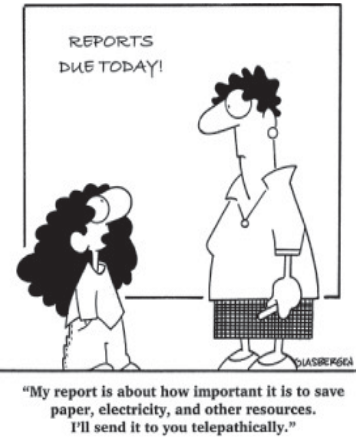 REPORTS
DUE TODAY!
GLASBERGEN
“My report is about how important it is to save
paper, electricity, and other resources.
I’ll send it to you telepathically.”